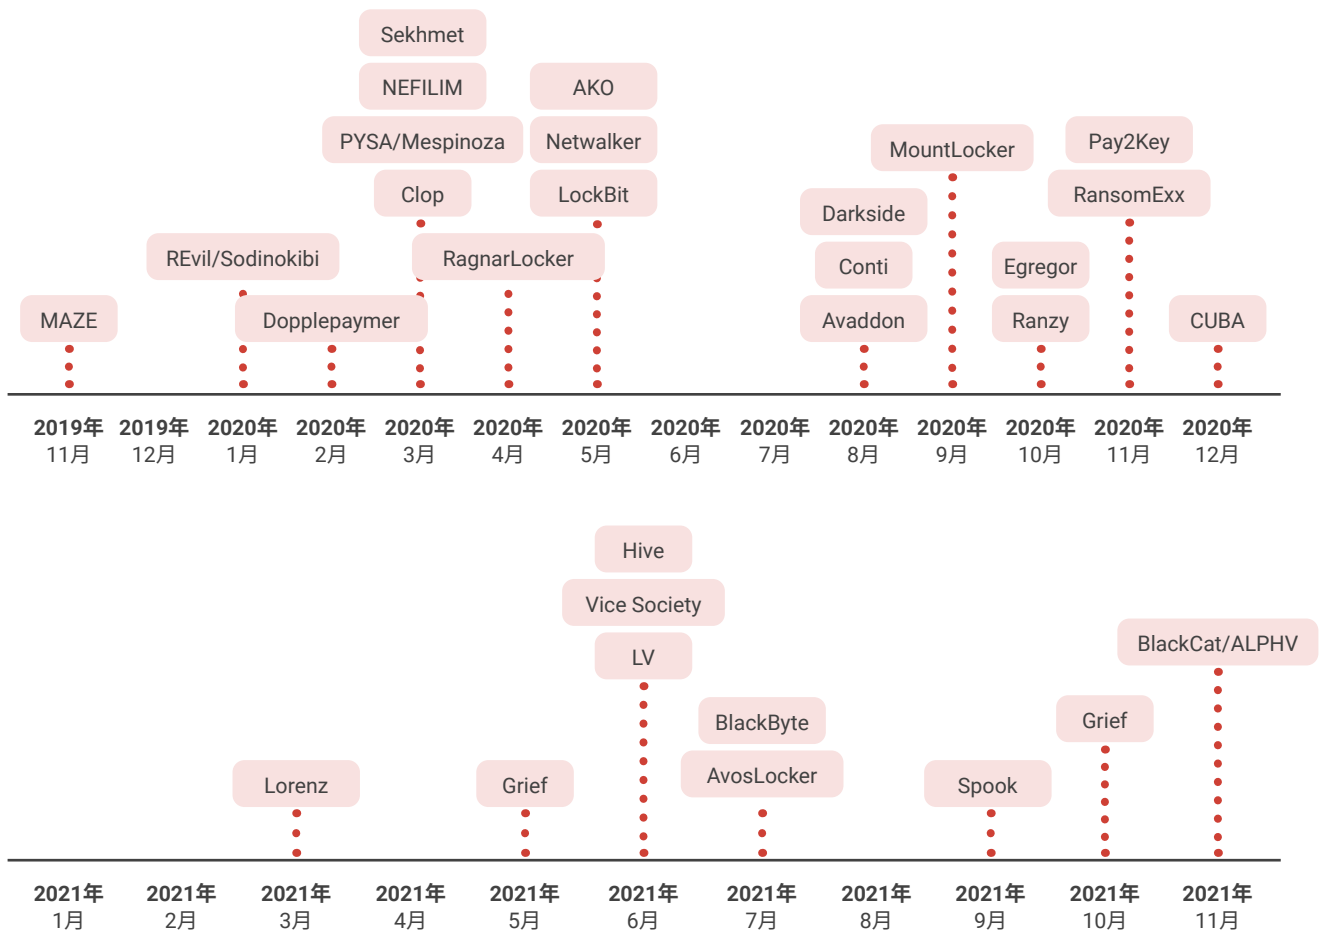 Sekhmet
NEFILIM
AKO
PYSA/Mespinoza
Netwalker
MountLocker
Pay2Key
Clop
LockBit
RansomExx
Darkside
REvil/Sodinokibi
RagnarLocker
Conti
Egregor
MAZE
Dopplepaymer
Avaddon
Ranzy
CUBA
2019年 2019年 2020年 2020年 2020年 2020年 2020年 2020年 2020年 2020年 2020年 2020年 2020年 2020年
11月 12月 1月 2月 3月 4月 5月 6月 7月 8月 9月 10月 11月 12月
Hive
Vice Society
BlackCat/ALPHV
LV
BlackByte
Grief
Lorenz
Grief
AvosLocker
Spook
2021年 2021年 2021年 2021年 2021年 2021年 2021年 2021年 2021年 2021年 2021年
1月 2月 3月 4月 5月 6月 7月 8月 9月 10月 11月